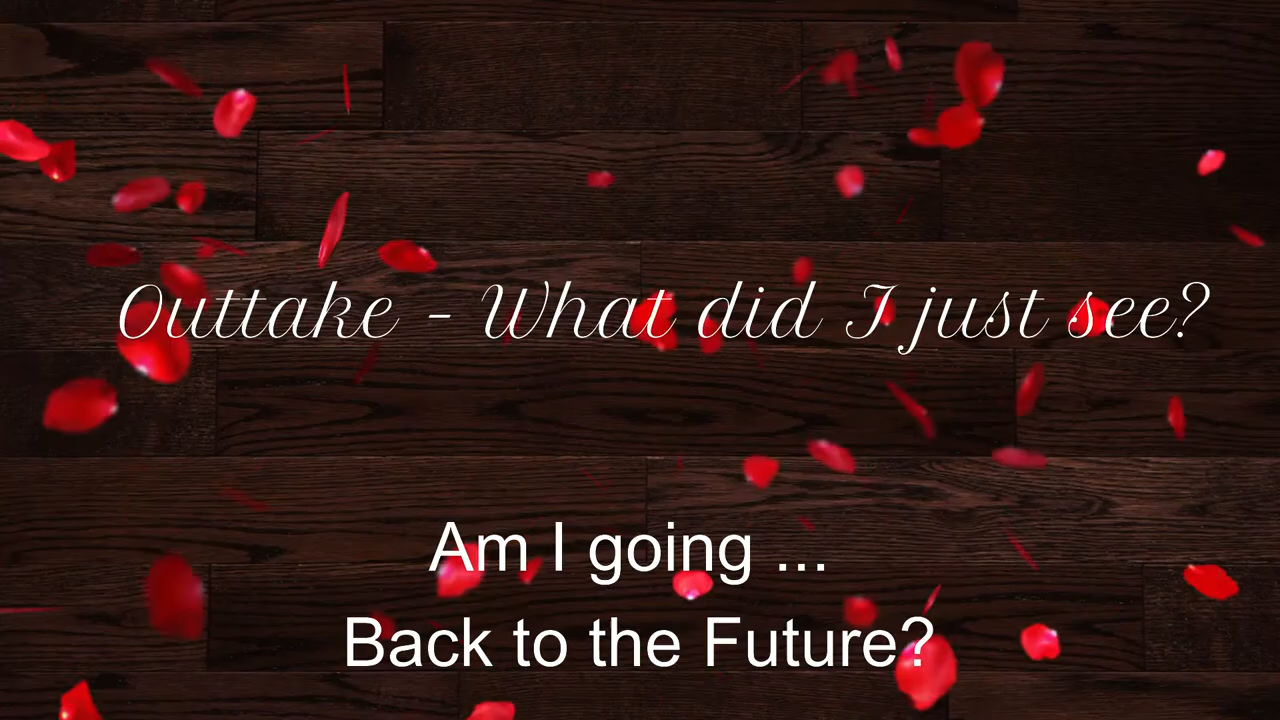 Outtake - What did I just see?
Am I going ...
Back to the Future?